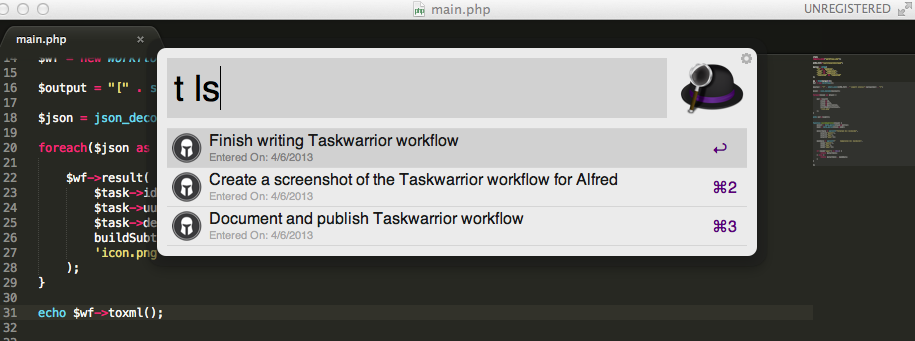 main.php
UNREGISTERED
main.php ×
14 $wf = new workflo
15
16 $output = "[" . s
17
18 $json = json_deco
19
20 foreach($json as
21
22 $wf->result(
23 $task->id
24 $task->uu
25 $task->de
26 buildSubt
27 'icon.png
28 );
29 }
30
31 echo $wf->toxml();
32
33
t ls
Finish writing Taskwarrior workflow
Entered On: 4/6/2013
↩
Create a screenshot of the Taskwarrior workflow for Alfred
Entered On: 4/6/2013
⌘2
Document and publish Taskwarrior workflow
Entered On: 4/6/2013
⌘3